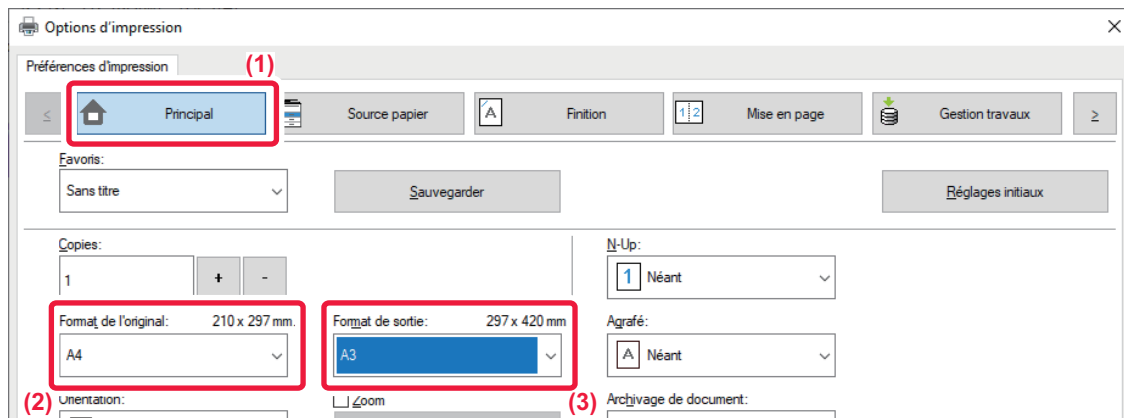 Options d’impression
Préférences d'impression
(1)
<
Principal
Source papier
A
Finition
1 2
Mise en page
Gestion travaux
>
Favoris:
Sans titre
Sauvegarder
Réglages initiaux
Copies:
1
+
-
N-Up:
1 Néant
Format de l'original: 210 x 297 mm.
A4
Format de sortie: 297 x 420 mm
A3
Agrafé:
A Néant
(2)
Orientation:
Zoom
(3)
Archivage de document: